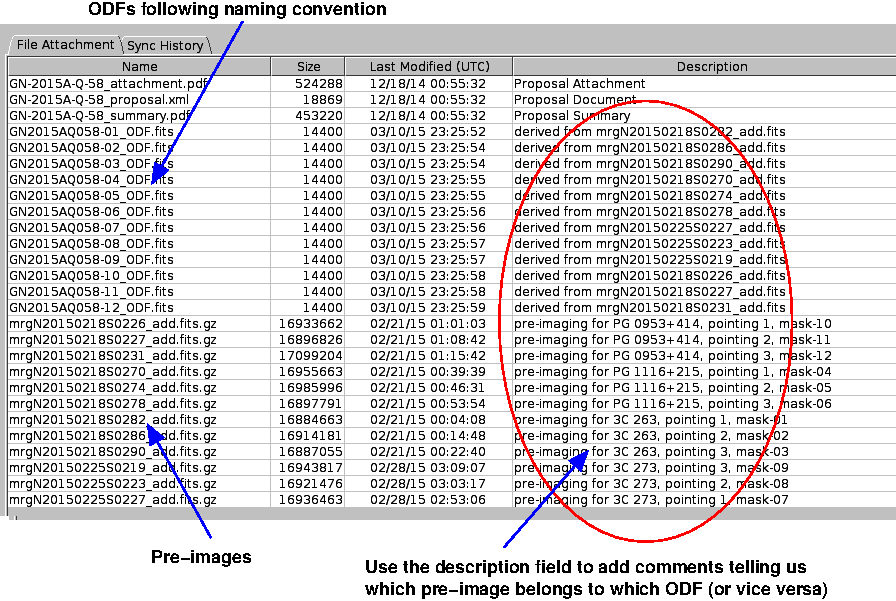 ODFs following naming convention
File Attachment Sync History
Name Size Last Modified (UTC) Description
GN-2015A-Q-58_attachment.pdf 524288 12/18/14 00:55:32 Proposal Attachment
GN-2015A-Q-58_proposal.xml 18869 12/18/14 00:55:32 Proposal Document
GN-2015A-Q-58_summary.pdf 453220 12/18/14 00:55:32 Proposal Summary
GN2015AQ058-01_ODF.fits 14400 03/10/15 23:25:52 derived from mrgN20150218S0282_add.fits
GN2015AQ058-02_ODF.fits 14400 03/10/15 23:25:54 derived from mrgN20150218S0286_add.fits
GN2015AQ058-03_ODF.fits 14400 03/10/15 23:25:54 derived from mrgN20150218S0290_add.fits
GN2015AQ058-04_ODF.fits 14400 03/10/15 23:25:55 derived from mrgN20150218S0270_add.fits
GN2015AQ058-05_ODF.fits 14400 03/10/15 23:25:55 derived from mrgN20150218S0274_add.fits
GN2015AQ058-06_ODF.fits 14400 03/10/15 23:25:56 derived from mrgN20150218S0278_add.fits
GN2015AQ058-07_ODF.fits 14400 03/10/15 23:25:56 derived from mrgN20150225S0227_add.fits
GN2015AQ058-08_ODF.fits 14400 03/10/15 23:25:57 derived from mrgN20150225S0223_add.fits
GN2015AQ058-09_ODF.fits 14400 03/10/15 23:25:57 derived from mrgN20150225S0219_add.fits
GN2015AQ058-10_ODF.fits 14400 03/10/15 23:25:58 derived from mrgN20150218S0226_add.fits
GN2015AQ058-11_ODF.fits 14400 03/10/15 23:25:58 derived from mrgN20150218S0227_add.fits
GN2015AQ058-12_ODF.fits 14400 03/10/15 23:25:59 derived from mrgN20150218S0231_add.fits
mrgN20150218S0226_add.fits.gz 16933662 02/21/15 01:01:03 pre-imaging for PG 0953+414, pointing 1, mask-10
mrgN20150218S0227_add.fits.gz 16896826 02/21/15 01:08:42 pre-imaging for PG 0953+414, pointing 2, mask-11
mrgN20150218S0231_add.fits.gz 17099204 02/21/15 01:15:42 pre-imaging for PG 0953+414, pointing 3, mask-12
mrgN20150218S0270_add.fits.gz 16955663 02/21/15 00:39:39 pre-imaging for PG 1116+215, pointing 1, mask-04
mrgN20150218S0274_add.fits.gz 16985996 02/21/15 00:46:31 pre-imaging for PG 1116+215, pointing 2, mask-05
mrgN20150218S0278_add.fits.gz 16897791 02/21/15 00:53:54 pre-imaging for PG 1116+215, pointing 3, mask-06
mrgN20150218S0282_add.fits.gz 16884663 02/21/15 00:04:08 pre-imaging for 3C 263, pointing 1, mask-01
mrgN20150218S0286_add.fits.gz 16914181 02/21/15 00:14:48 pre-imaging for 3C 263, pointing 2, mask-02
mrgN20150218S0290_add.fits.gz 16887055 02/21/15 00:22:40 pre-imaging for 3C 263, pointing 3, mask-03
mrgN20150225S0219_add.fits.gz 16943817 02/28/15 03:09:07 pre-imaging for 3C 273, pointing 3, mask-09
mrgN20150225S0223_add.fits.gz 16921476 02/28/15 03:03:17 pre-imaging for 3C 273, pointing 2, mask-08
mrgN20150225S0227_add.fits.gz 16936463 02/28/15 02:53:06 pre-imaging for 3C 273, pointing 1, mask-07
Pre-images
Use the description field to add comments telling us
which pre-image belongs to which ODF (or vice versa)